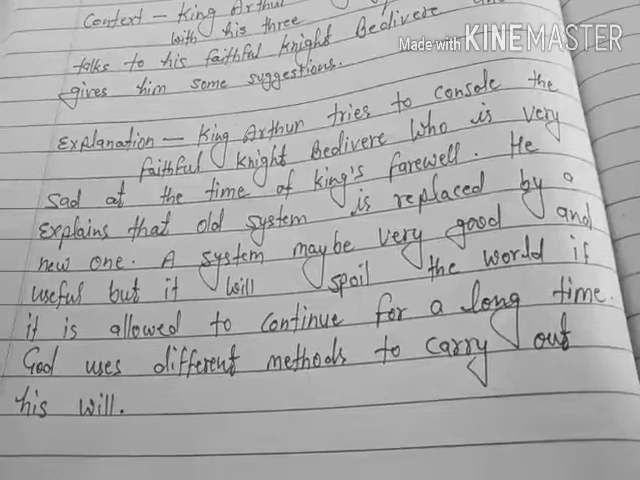 Context - King Arthur
with his three
talks to his faithful Knight Bedivere
gives him some suggestions.
Made with KINEMASTER
Explanation - King Arthur tries to console the
faithful Knight Bedivere who is very
sad at the time of king's farewell. He
explains that old system is replaced by a
new one. A system maybe very good and
useful but it will spoil the world if
it is allowed to continue for a long time.
God uses different methods to carry out
his will.